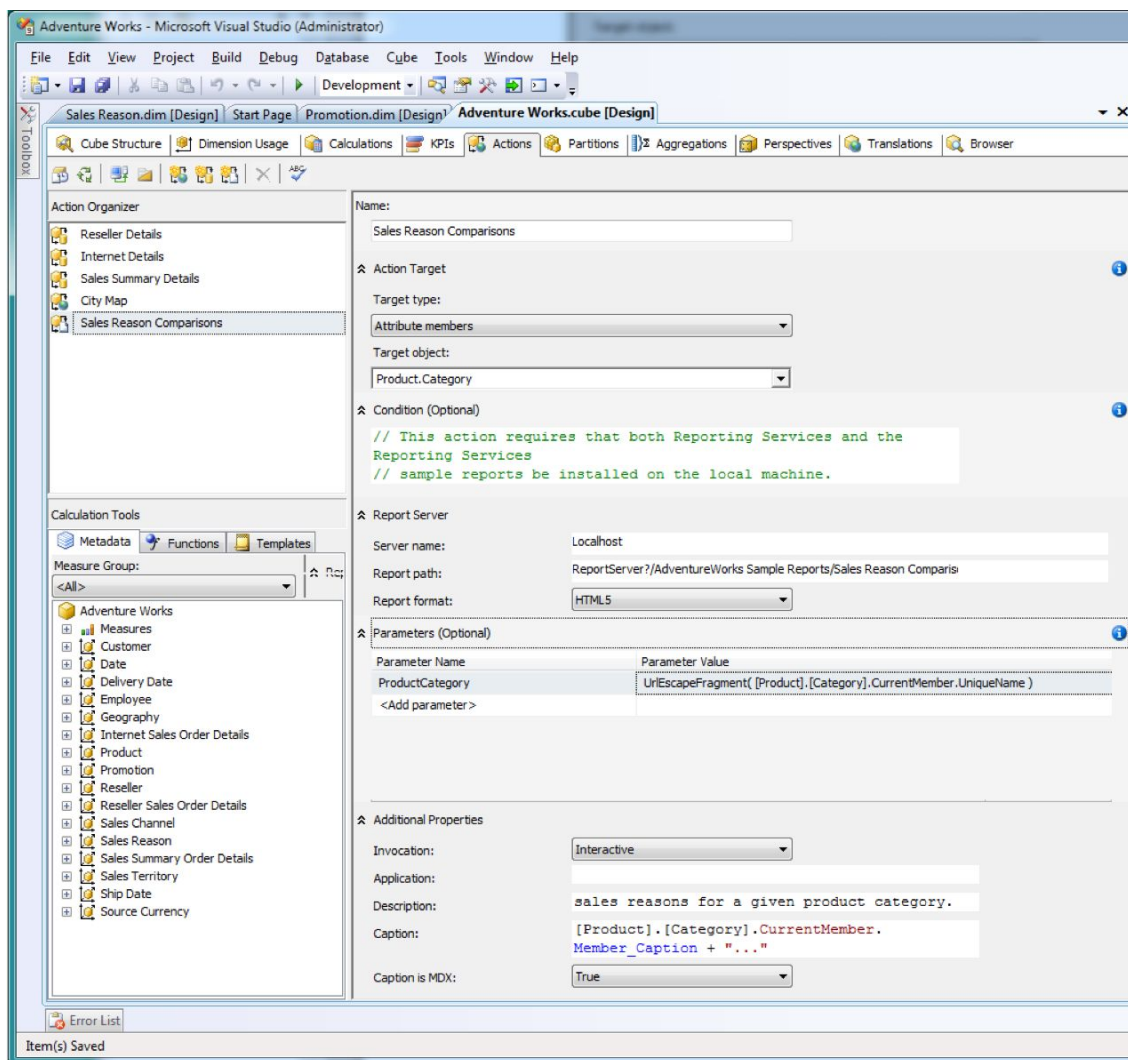 Adventure Works - Microsoft Visual Studio (Administrator)
Target objects
File Edit View Project Build Debug Database Cube Tools Window Help
Development
Toolbox
Sales Reason.dim [Design] Start Page Promotion.dim [Design] Adventure Works.cube [Design]
Cube Structure Dimension Usage Calculations KPIs Actions Partitions Aggregations Perspectives Translations Browser
Action Organizer
Reseller Details
Internet Details
Sales Summary Details
City Map
Sales Reason Comparisons
Name:
Sales Reason Comparisons
Action Target
Target type:
Attribute members
Target object:
Product.Category
Condition (Optional)
// This action requires that both Reporting Services and the
Reporting Services
// sample reports be installed on the local machine.
Calculation Tools
Metadata Functions Templates
Measure Group:
<All>
Adventure Works
Measures
Customer
Date
Delivery Date
Employee
Geography
Internet Sales Order Details
Product
Promotion
Reseller
Reseller Sales Order Details
Sales Channel
Sales Reason
Sales Summary Order Details
Sales Territory
Ship Date
Source Currency
Report Server
Server name: Localhost
Report path: ReportServer?/AdventureWorks Sample Reports/Sales Reason Comparis
Report format: HTML5
Parameters (Optional)
Parameter Name Parameter Value
ProductCategory UrlEscapeFragment( [Product].[Category].CurrentMember.UniqueName )
<Add parameter>
Additional Properties
Invocation: Interactive
Application:
Description: sales reasons for a given product category.
Caption: [Product].[Category].CurrentMember.
Member_Caption + "..."
Caption is MDX: True
Error List
Item(s) Saved